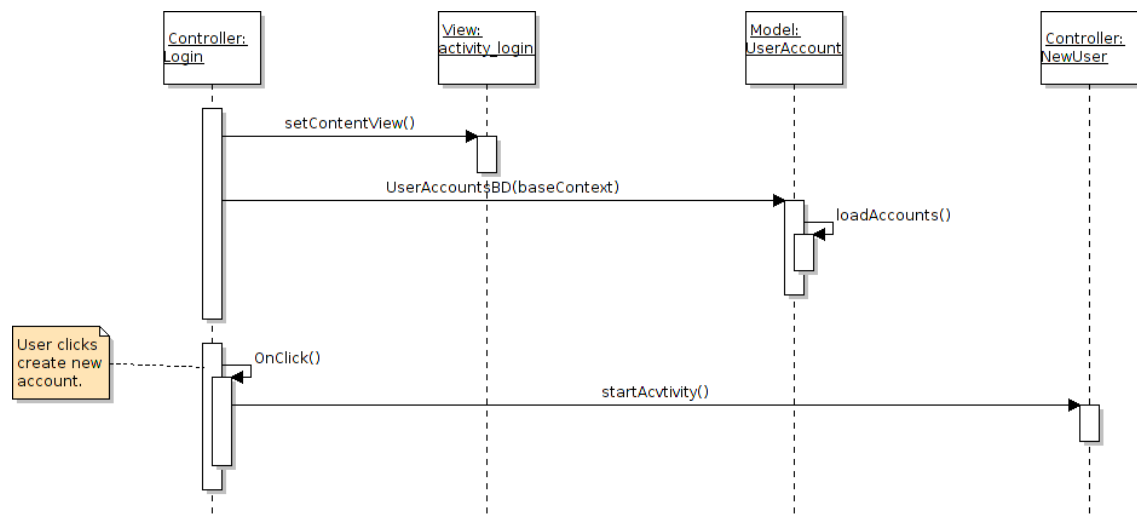 Controller:
Login
View:
activity_login
Model:
UserAccount
Controller:
NewUser
setContentView()
UserAccountsBD(baseContext)
loadAccounts()
User clicks
create new
account.
OnClick()
startAcvtivity()